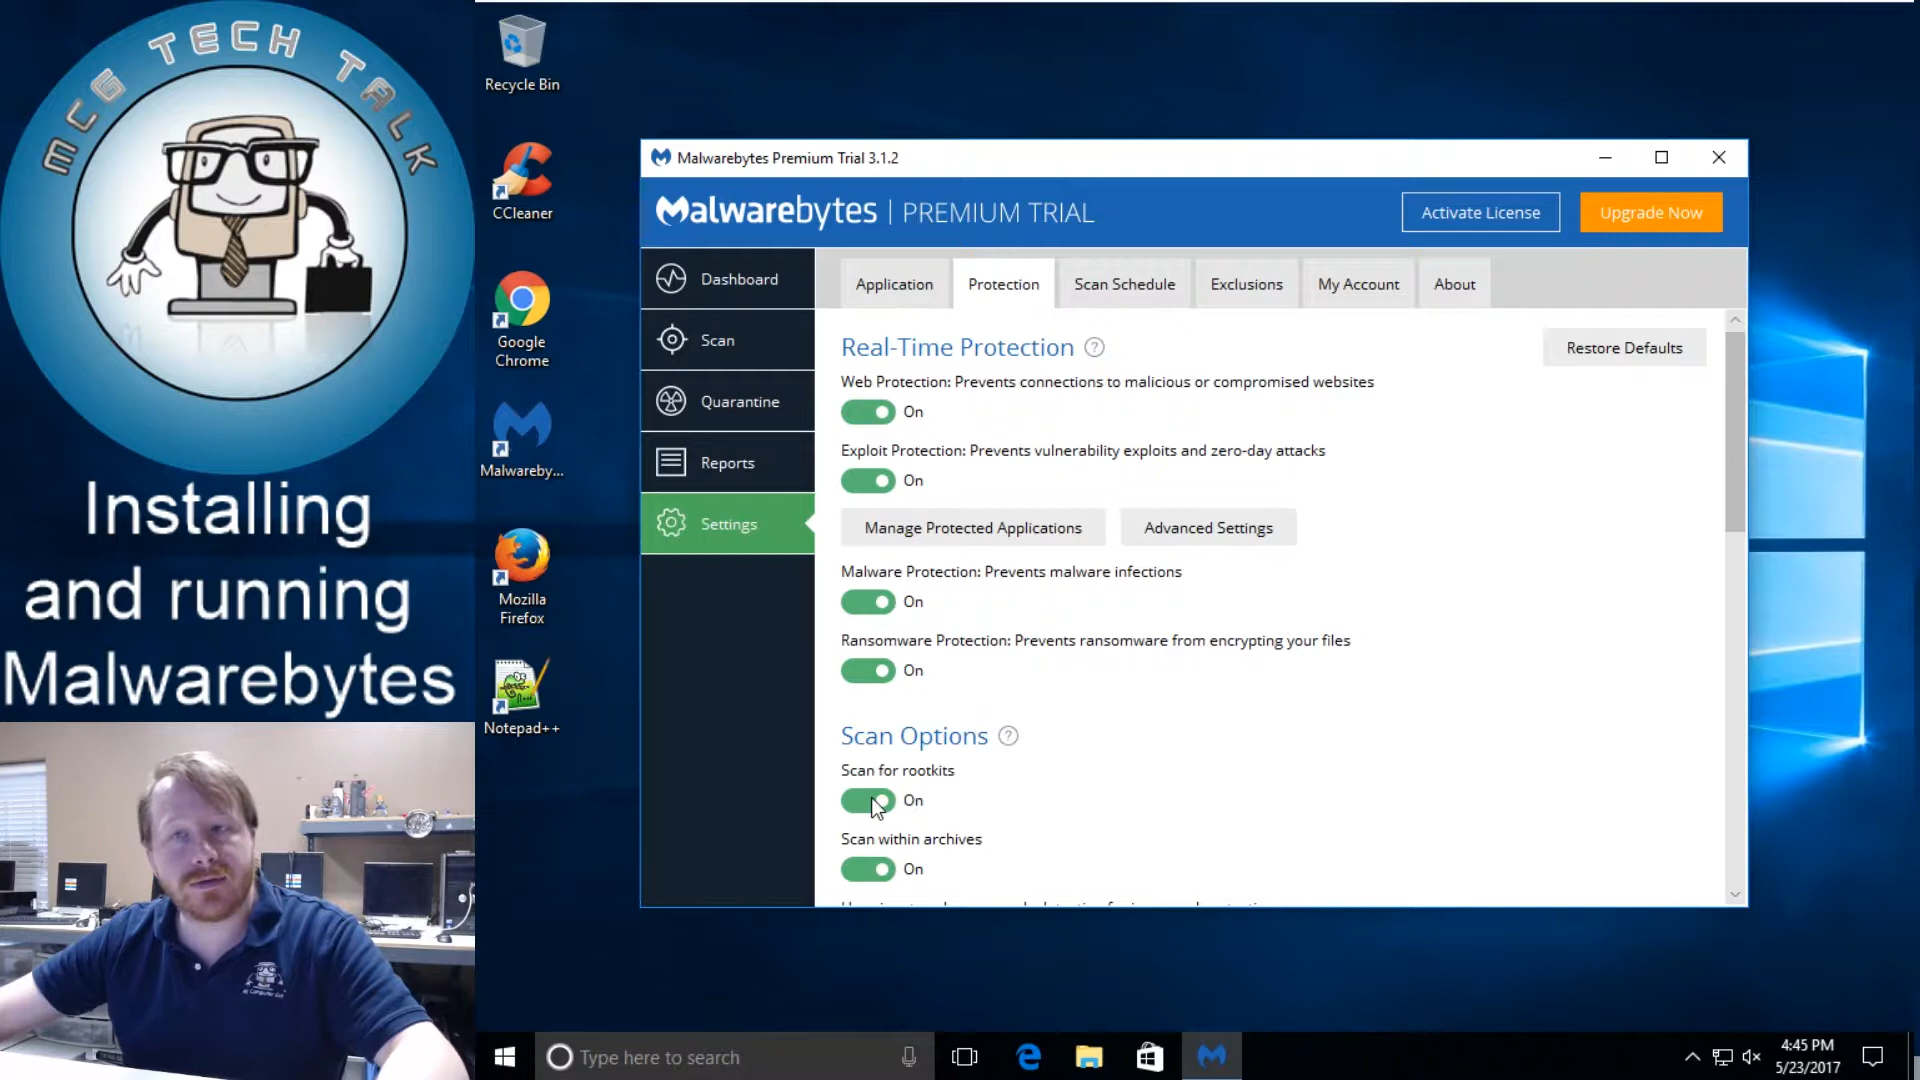 MCG TECH TALK
Installing
and running
Malwarebytes
Recycle Bin
CCleaner
Google
Chrome
Malwareby...
Mozilla
Firefox
Notepad++
Malwarebytes Premium Trial 3.1.2
Malwarebytes | PREMIUM TRIAL
Activate License
Upgrade Now
Dashboard
Scan
Quarantine
Reports
Settings
Application
Protection
Scan Schedule
Exclusions
My Account
About
Real-Time Protection ?
Restore Defaults
Web Protection: Prevents connections to malicious or compromised websites
On
Exploit Protection: Prevents vulnerability exploits and zero-day attacks
On
Manage Protected Applications
Advanced Settings
Malware Protection: Prevents malware infections
On
Ransomware Protection: Prevents ransomware from encrypting your files
On
Scan Options ?
Scan for rootkits
On
Scan within archives
On
Type here to search
4:45 PM
5/23/2017